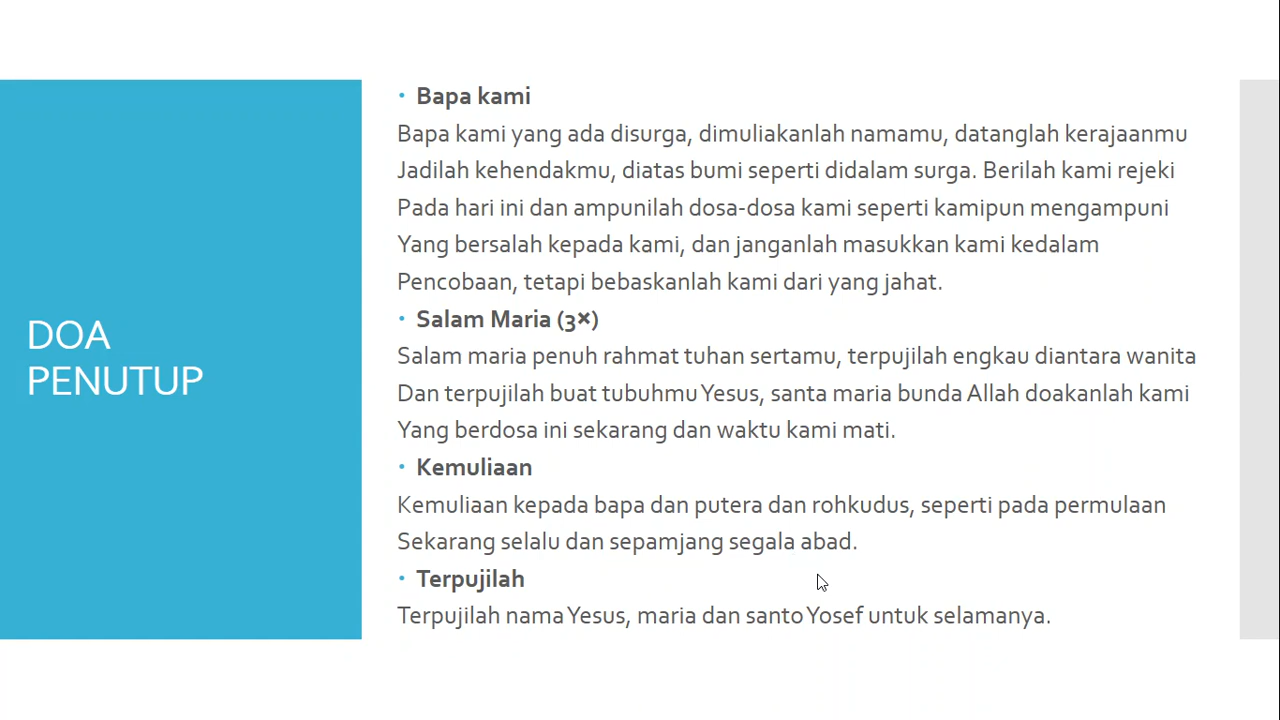 DOA
PENUTUP
• Bapa kami
Bapa kami yang ada disurga, dimuliakanlah namamu, datanglah kerajaanmu
Jadilah kehendakmu, diatas bumi seperti didalam surga. Berilah kami rejeki
Pada hari ini dan ampunilah dosa-dosa kami seperti kamipun mengampuni
Yang bersalah kepada kami, dan janganlah masukkan kami kedalam
Pencobaan, tetapi bebaskanlah kami dari yang jahat.
• Salam Maria (3×)
Salam maria penuh rahmat tuhan sertamu, terpujilah engkau diantara wanita
Dan terpujilah buat tubuhmu Yesus, santa maria bunda Allah doakanlah kami
Yang berdosa ini sekarang dan waktu kami mati.
• Kemuliaan
Kemuliaan kepada bapa dan putera dan rohkudus, seperti pada permulaan
Sekarang selalu dan sepamjang segala abad.
• Terpujilah
Terpujilah nama Yesus, maria dan santo Yosef untuk selamanya.